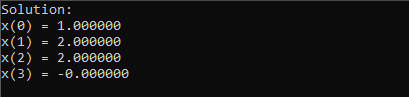 Solution:
x(0) = 1.000000
x(1) = 2.000000
x(2) = 2.000000
x(3) = -0.000000